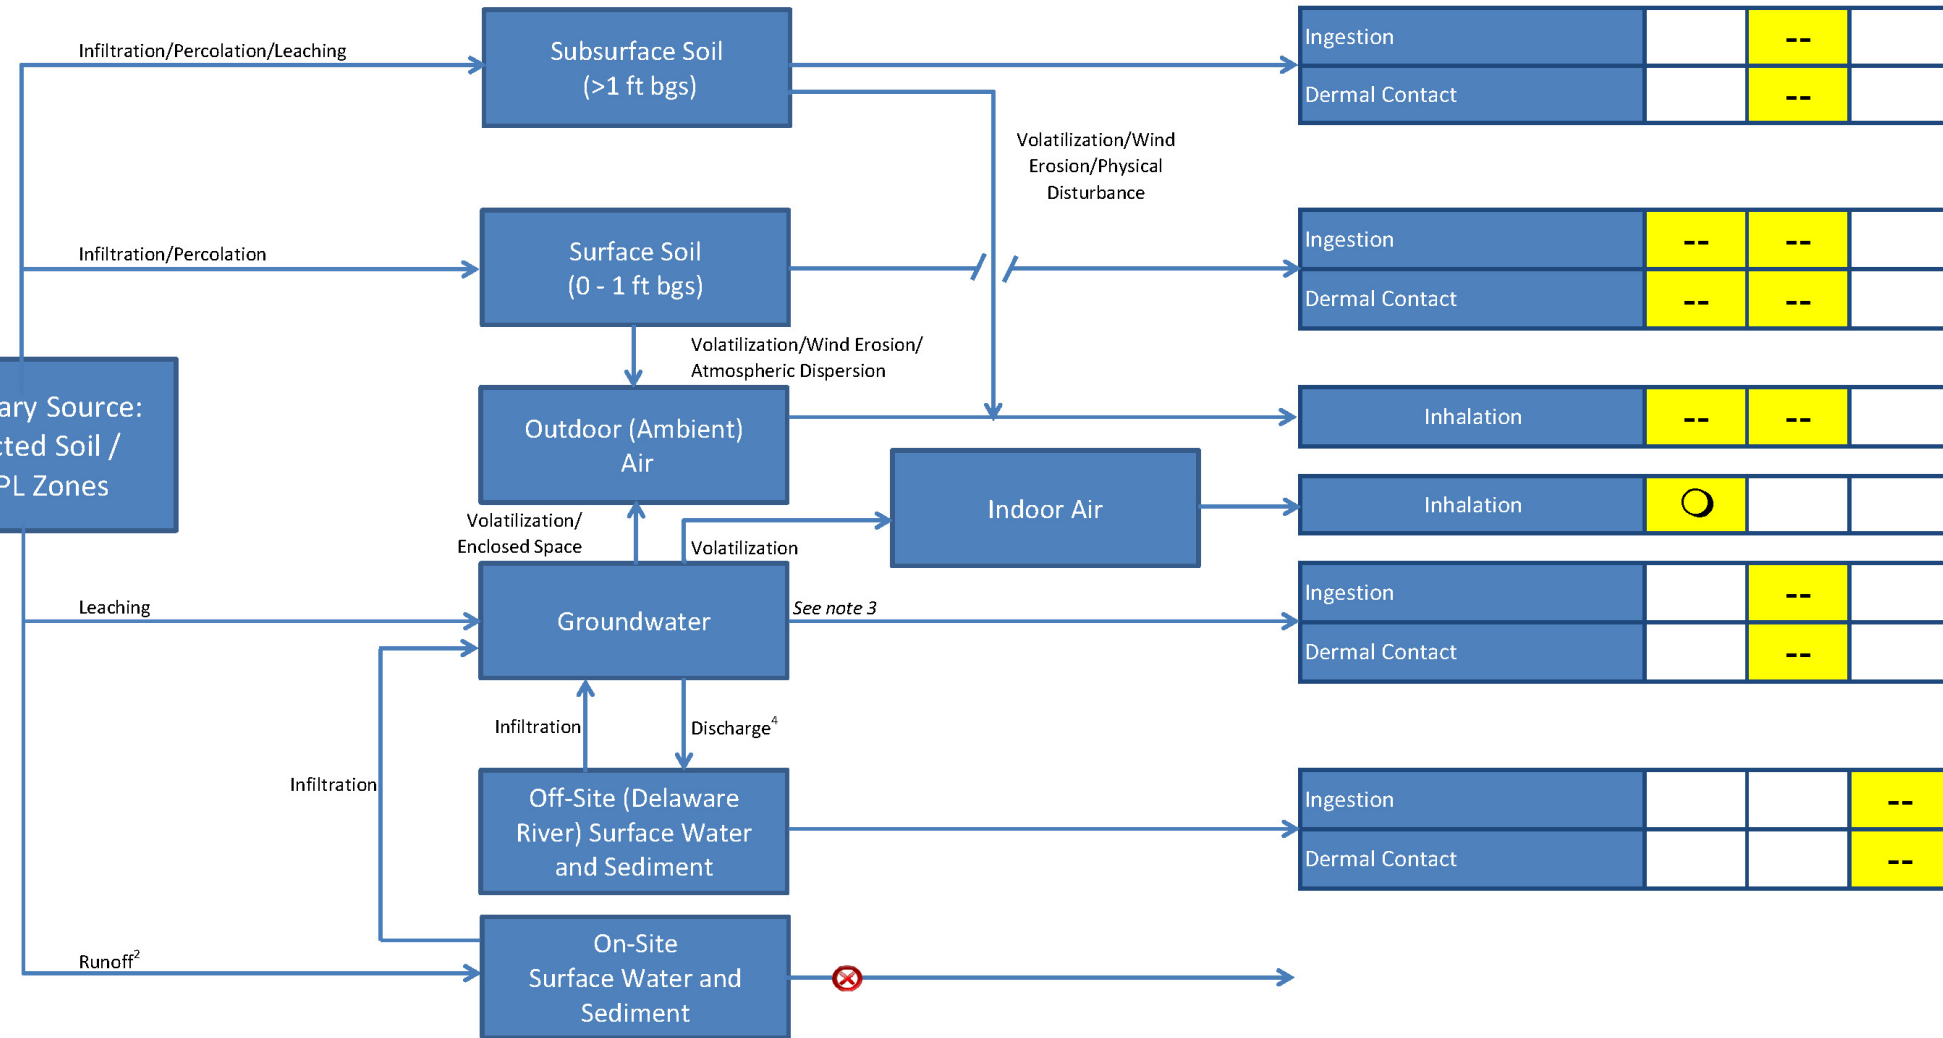 Infiltration/Percolation/Leaching
Subsurface Soil
(>1 ft bgs)
Ingestion
--
Dermal Contact
--
Volatilization/Wind
Erosion/Physical
Disturbance
Infiltration/Percolation
Surface Soil
(0 - 1 ft bgs)
Ingestion
-- --
Dermal Contact
-- --
Volatilization/Wind Erosion/
Atmospheric Dispersion
ary Source:
cted Soil /
PL Zones
Outdoor (Ambient)
Air
Inhalation
-- --
Indoor Air
Inhalation
Volatilization/
Enclosed Space
Volatilization
Leaching
Groundwater
See note 3
Ingestion
--
Dermal Contact
--
Infiltration
Discharge4
Infiltration
Off-Site (Delaware
River) Surface Water
and Sediment
Ingestion
--
Dermal Contact
--
Runoff2
On-Site
Surface Water and
Sediment